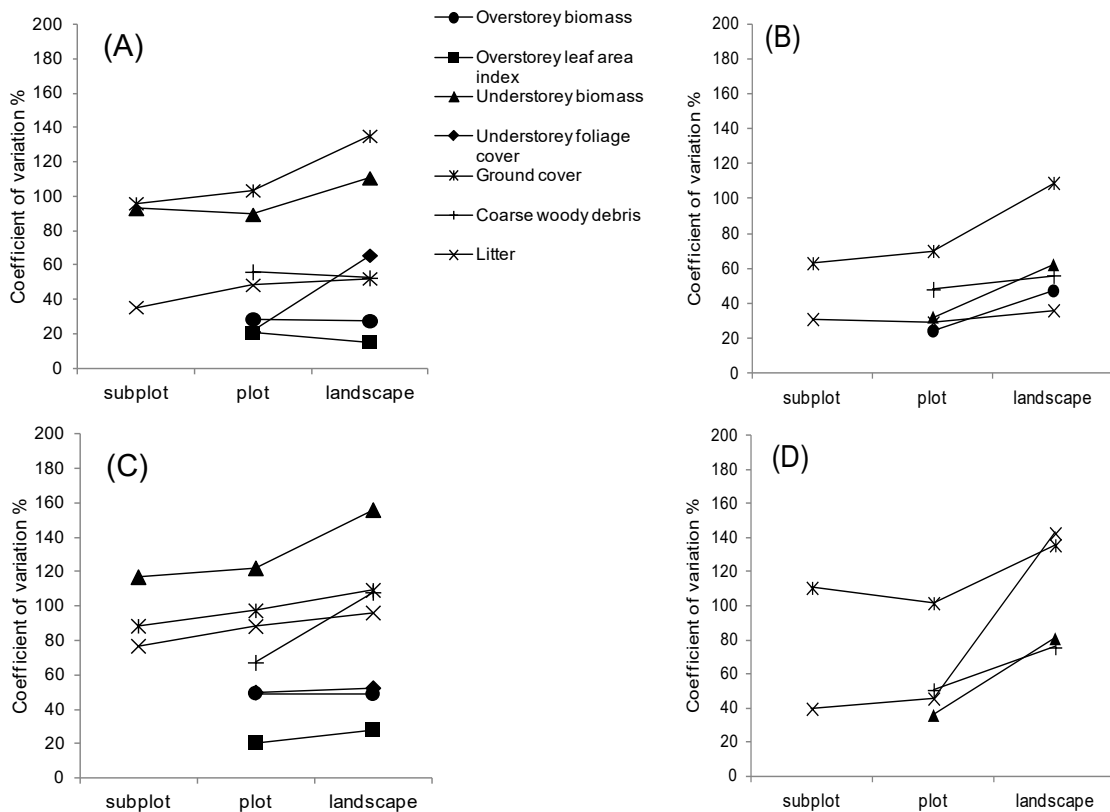 (A)
Coefficient of variation %
200
180
160
140
120
100
80
60
40
20
0
subplot plot landscape
Overstorey biomass
Overstorey leaf area
index
Understorey biomass
Understorey foliage
cover
Ground cover
Coarse woody debris
Litter
(B)
Coefficient of variation %
200
180
160
140
120
100
80
60
40
20
0
subplot plot landscape
(C)
Coefficient of variation %
200
180
160
140
120
100
80
60
40
20
0
subplot plot landscape
(D)
Coefficient of variation %
200
180
160
140
120
100
80
60
40
20
0
subplot plot landscape